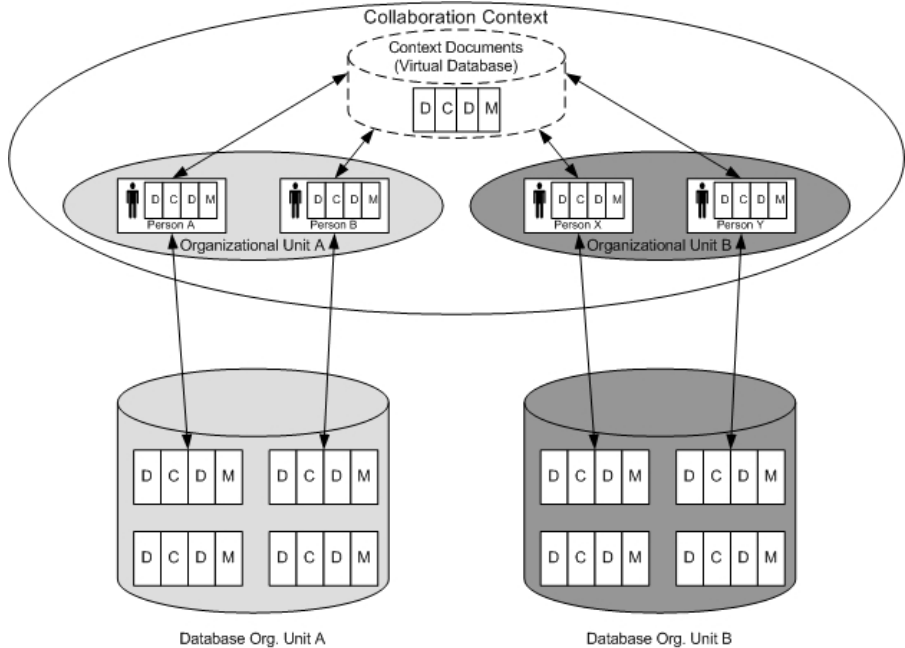 Collaboration Context
Context Documents
(Virtual Database)
D C D M
D C D M
D C D M
D C D M
D C D M
Person A
Person B
Person X
Person Y
Organizational Unit A
Organizational Unit B
D C D M
D C D M
D C D M
D C D M
D C D M
D C D M
D C D M
D C D M
Database Org. Unit A
Database Org. Unit B